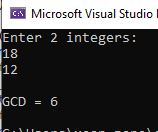 Microsoft Visual Studio
Enter 2 integers:
18
12
GCD = 6